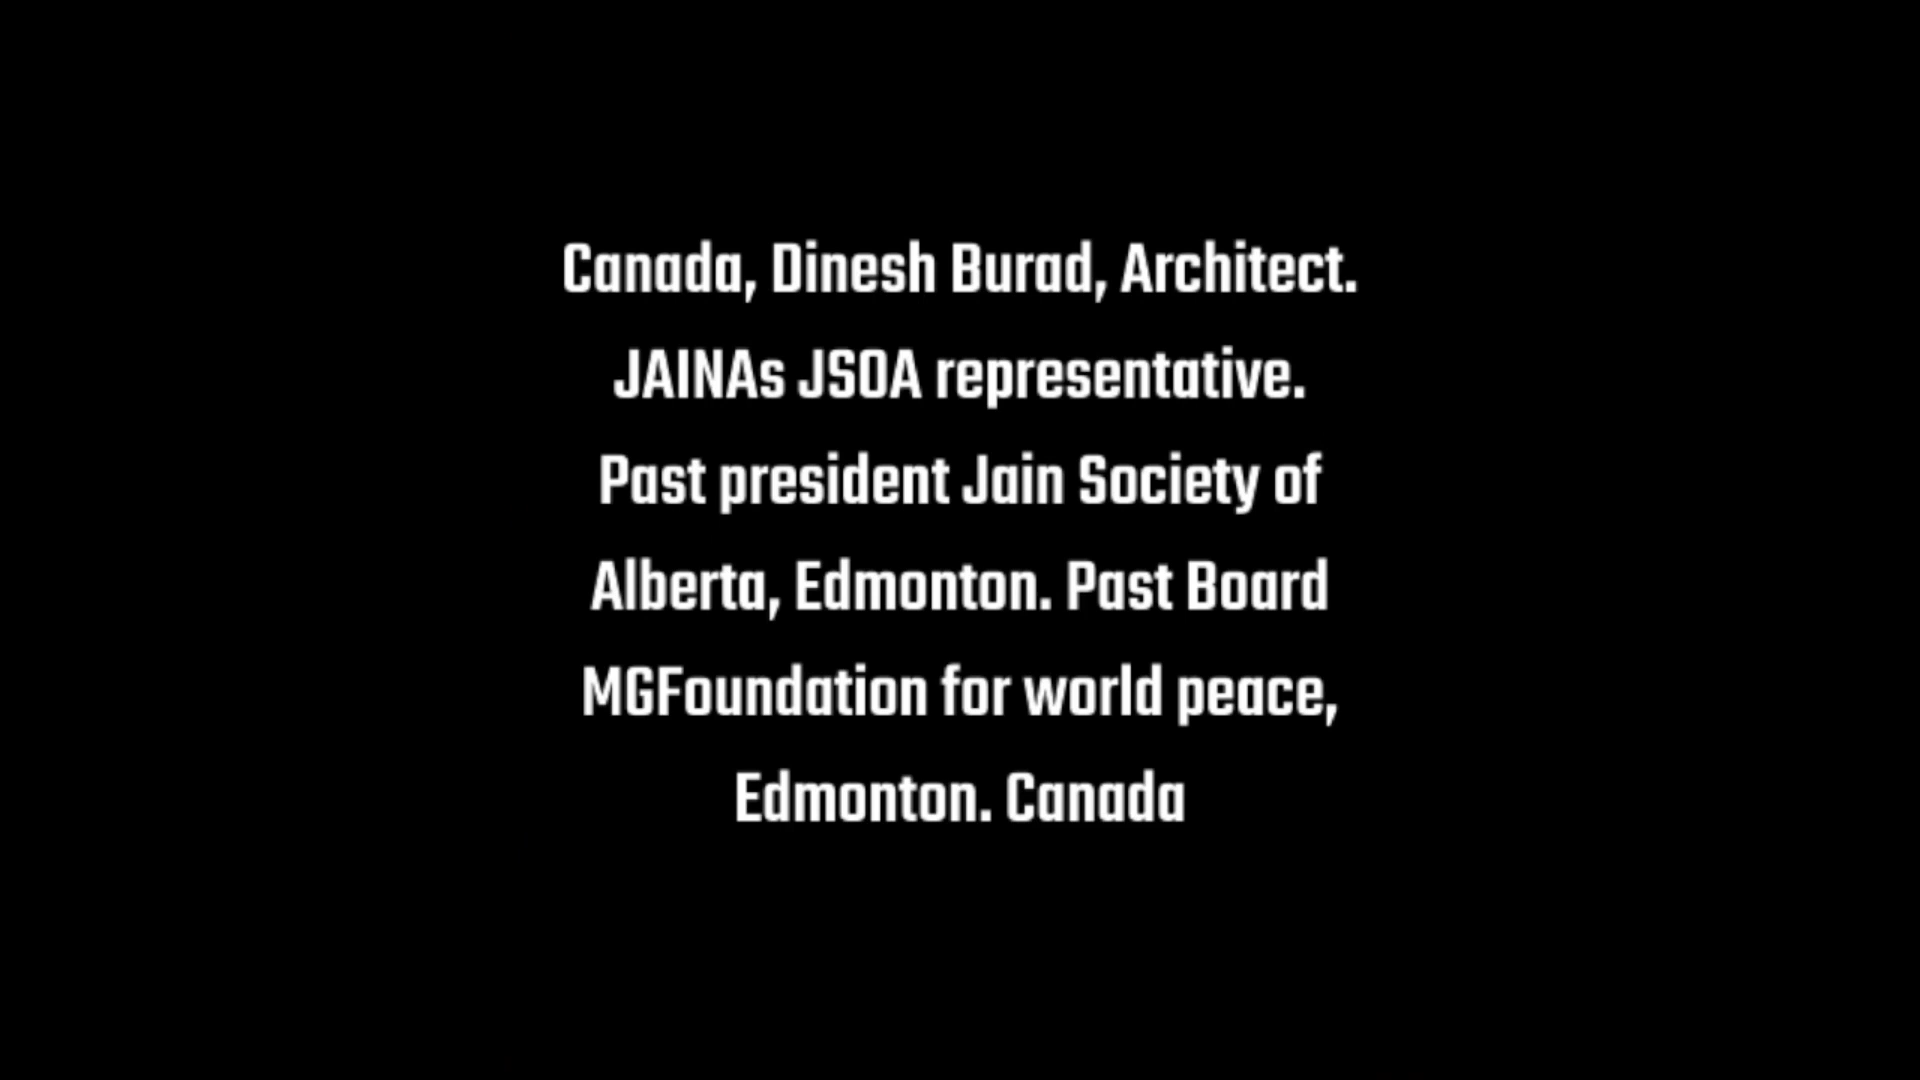 Canada, Dinesh Burad, Architect.
JAINAs JSOA representative.
Past president Jain Society of
Alberta, Edmonton. Past Board
MGFoundation for world peace,
Edmonton. Canada